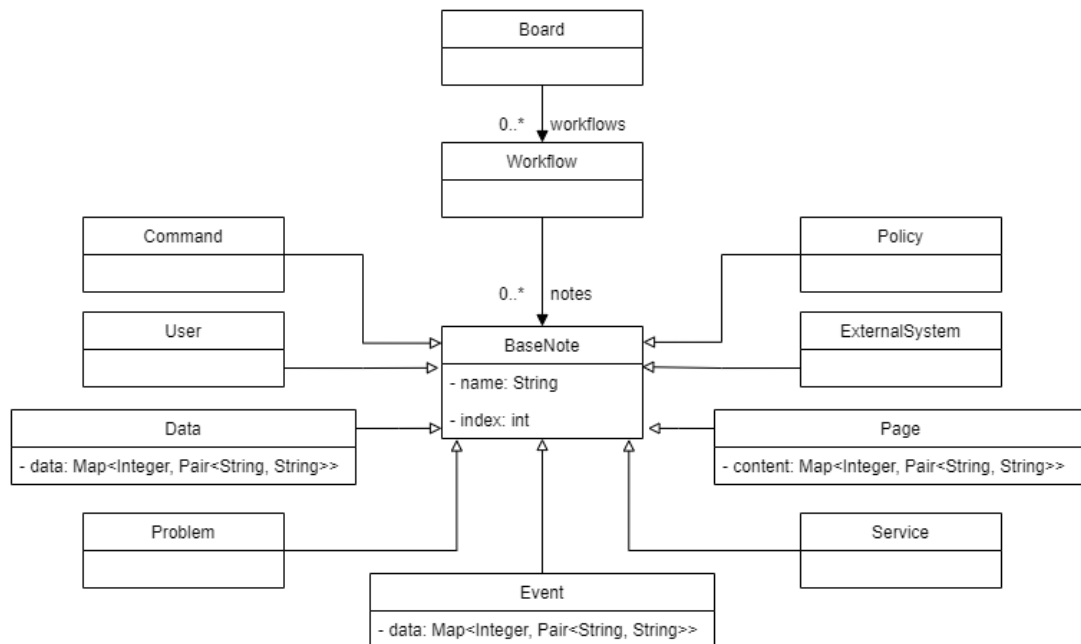 Board
0..* workflows
Workflow
Command
Policy
0..* notes
User
BaseNote
ExternalSystem
- name: String
- index: int
Data
- data: Map<Integer, Pair<String, String>>
Page
- content: Map<Integer, Pair<String, String>>
Problem
Service
Event
- data: Map<Integer, Pair<String, String>>